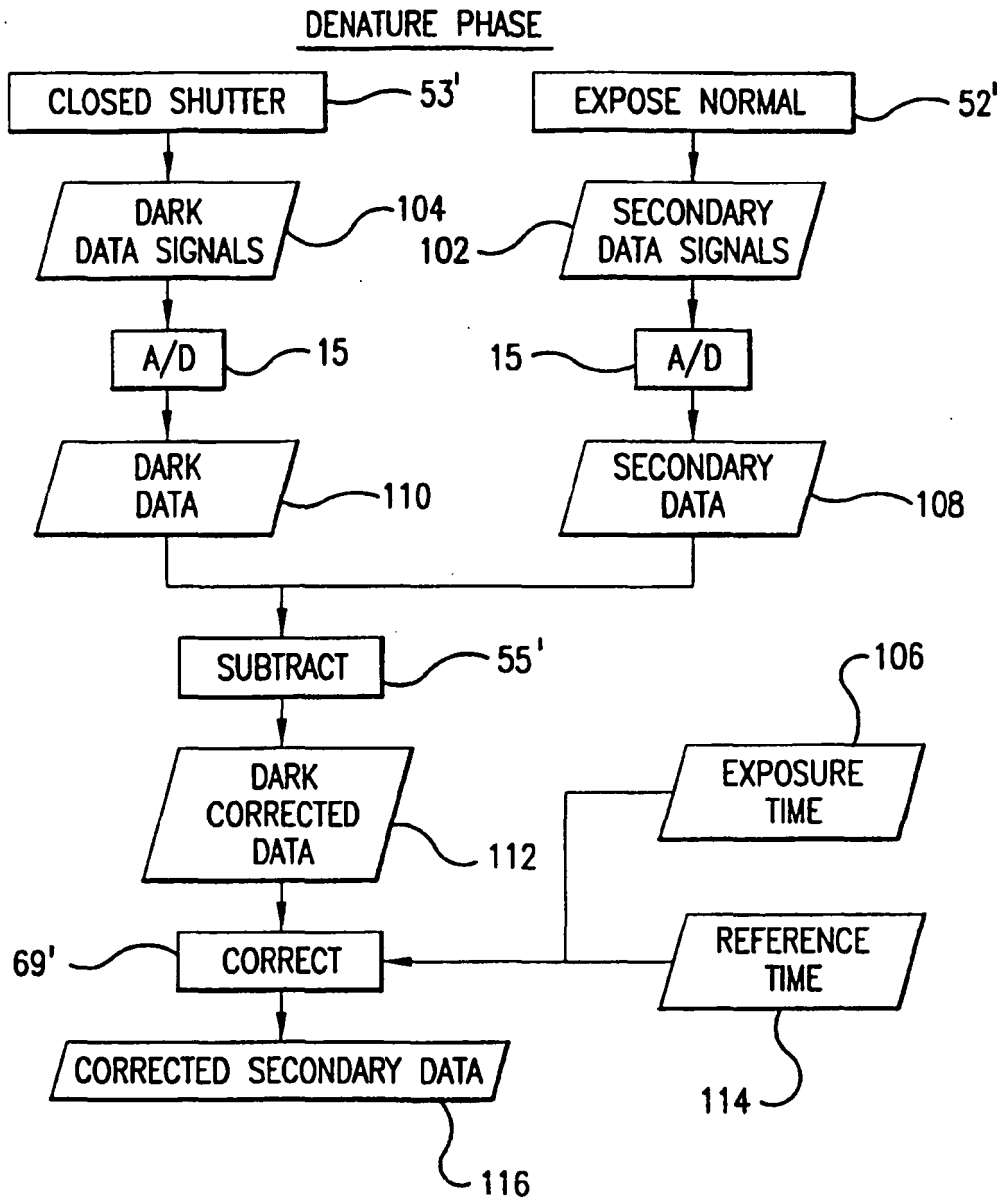 DENATURE PHASE
CLOSED SHUTTER
53'
EXPOSE NORMAL
52'
DARK
DATA SIGNALS
104
SECONDARY
DATA SIGNALS
102
A/D
15
A/D
15
DARK
DATA
110
SECONDARY
DATA
108
SUBTRACT
55'
106
DARK
CORRECTED
DATA
112
EXPOSURE
TIME
69'
CORRECT
REFERENCE
TIME
114
CORRECTED SECONDARY DATA
116